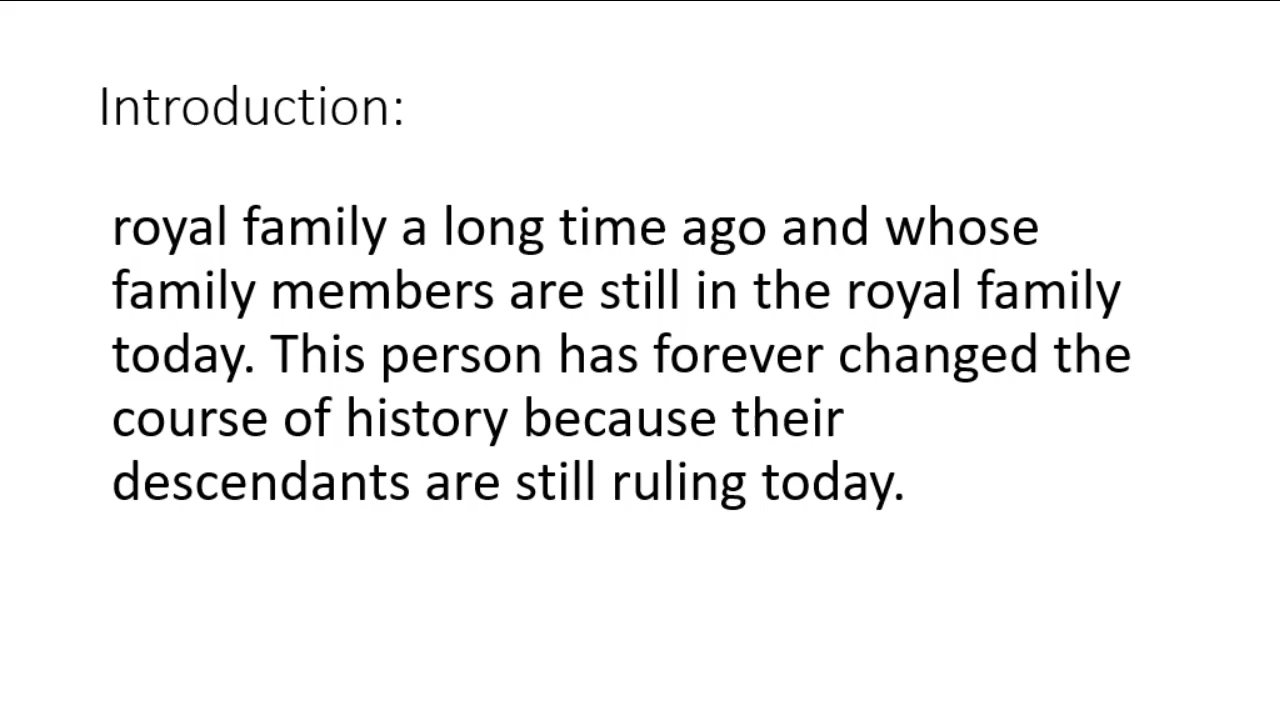 Introduction:
royal family a long time ago and whose
family members are still in the royal family
today. This person has forever changed the
course of history because their
descendants are still ruling today.